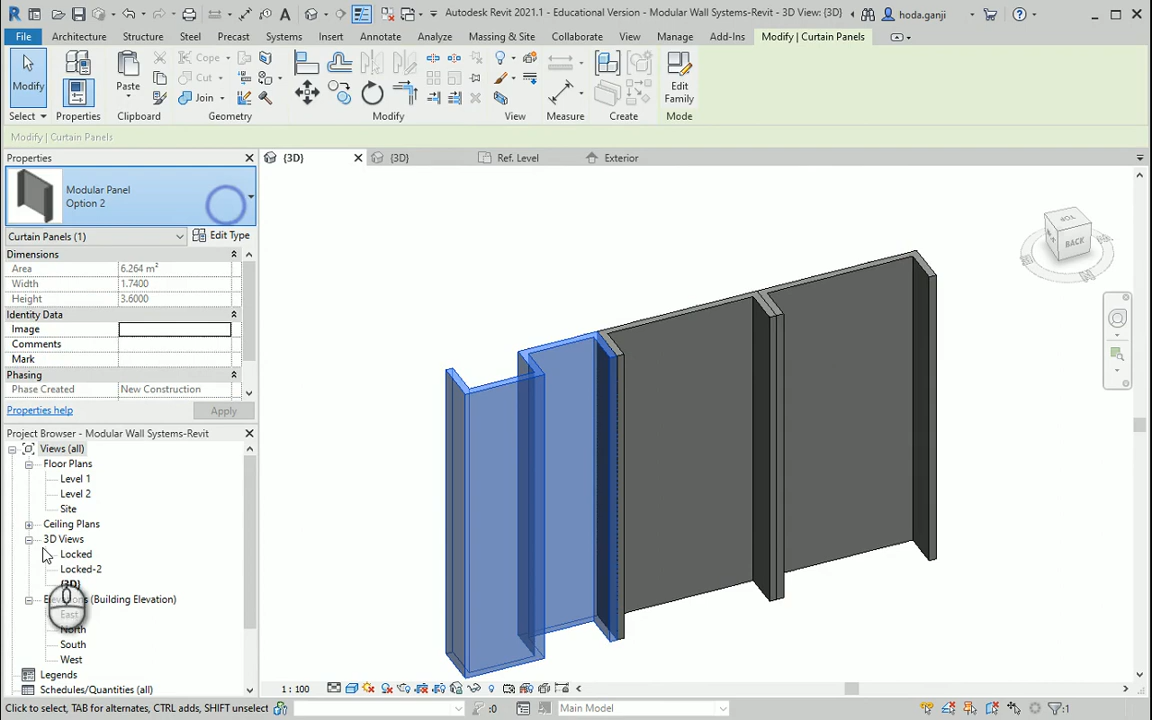 Autodesk Revit 2021.1 - Educational Version - Modular Wall Systems-Revit - 3D View: {3D}
hoda.ganji
File Architecture Structure Steel Precast Systems Insert Annotate Analyze Massing & Site Collaborate View Manage Add-Ins Modify | Curtain Panels
Cope
Cut
Join
Modify
Paste
Edit
Family
Select Properties Clipboard Geometry Modify View Measure Create Mode
Modify | Curtain Panels
Properties
{3D} {3D} Ref. Level Exterior
Modular Panel
Option 2
Curtain Panels (1) Edit Type
Dimensions
Area 6.264 m²
Width 1.7400
Height 3.6000
Identity Data
Image
Comments
Mark
Phasing
Phase Created New Construction
Properties help Apply
Project Browser - Modular Wall Systems-Revit
Views (all)
Floor Plans
Level 1
Level 2
Site
Ceiling Plans
3D Views
Locked
Locked-2
{3D}
(Building Elevation)
East
North
South
West
Legends
Schedules/Quantities (all)
TOP
BACK
1 : 100
Click to select, TAB for alternates, CTRL adds, SHIFT unselect
:0
Main Model
:1